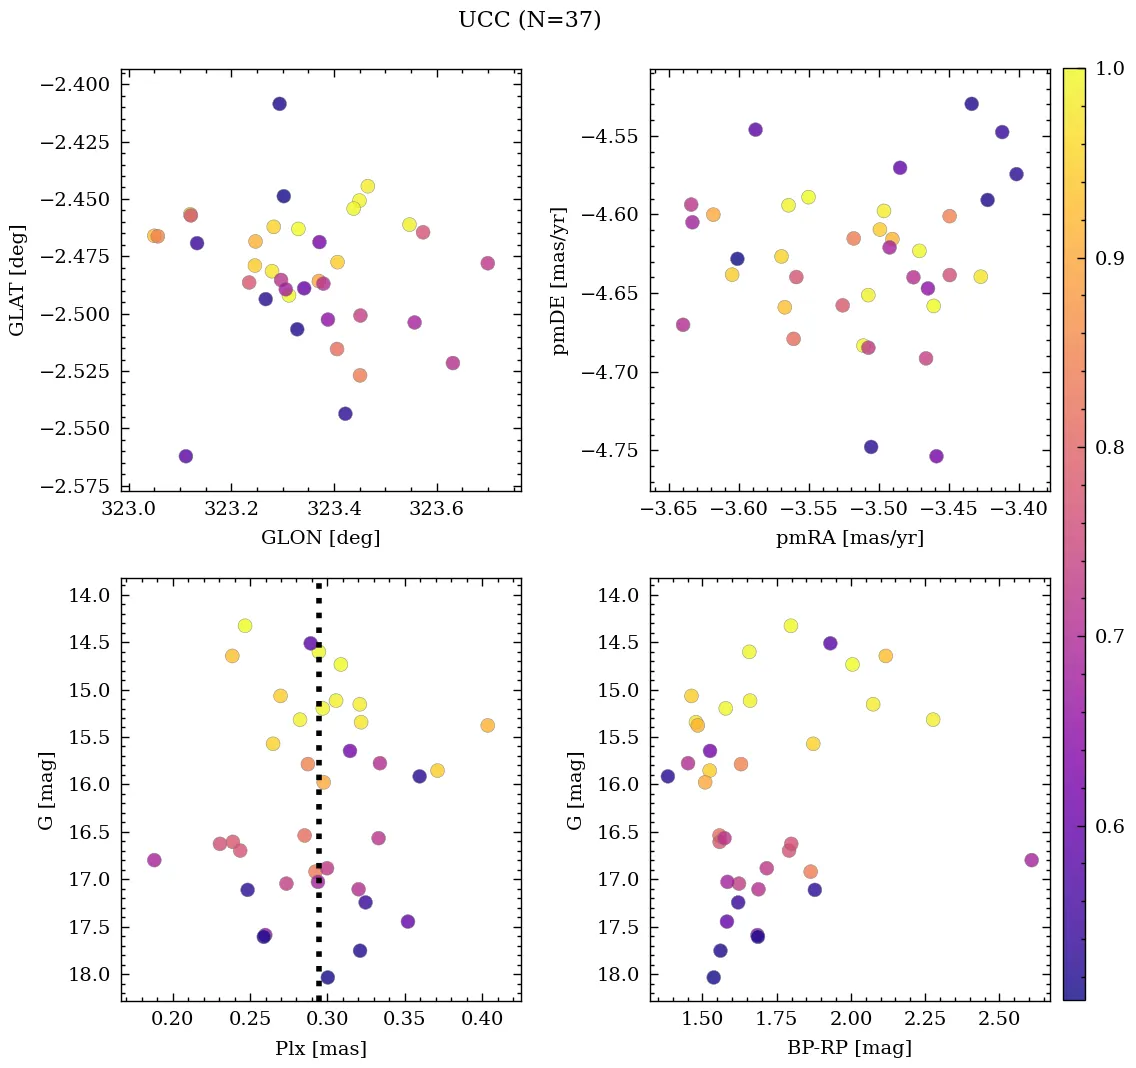 UCC (N=37)
−2.400
−2.425
−2.450
−2.475
−2.500
−2.525
−2.550
−2.575
GLAT [deg]
323.0 323.2 323.4 323.6
GLON [deg]
−4.55
−4.60
−4.65
−4.70
−4.75
pmDE [mas/yr]
−3.65 −3.60 −3.55 −3.50 −3.45 −3.40
pmRA [mas/yr]
1.0
0.9
0.8
0.7
0.6
14.0
14.5
15.0
15.5
16.0
16.5
17.0
17.5
18.0
G [mag]
0.20 0.25 0.30 0.35 0.40
Plx [mas]
14.0
14.5
15.0
15.5
16.0
16.5
17.0
17.5
18.0
G [mag]
1.50 1.75 2.00 2.25 2.50
BP-RP [mag]